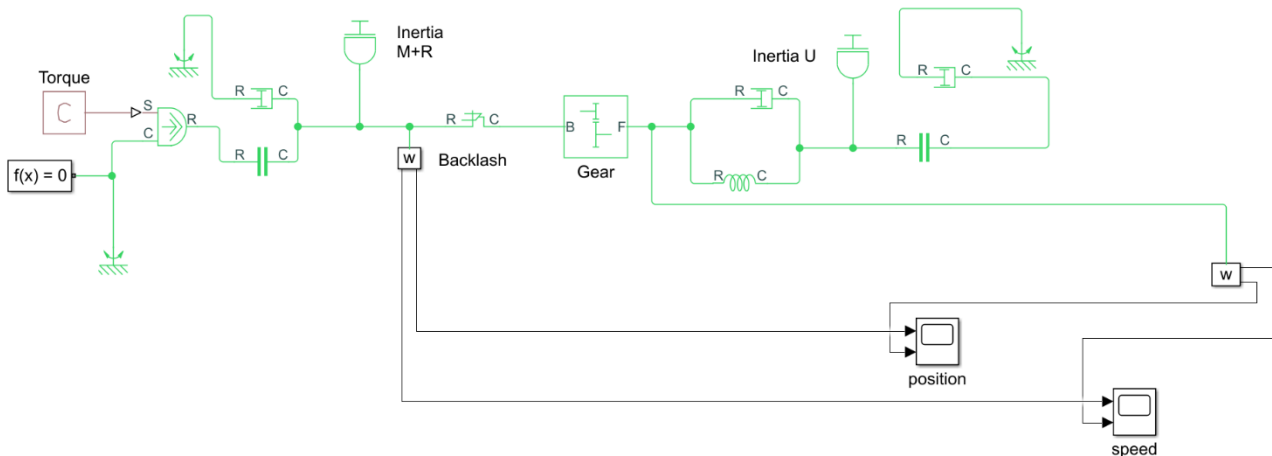 Inertia
M+R
Inertia U
Torque
C
S
C
R
f(x) = 0
R C
R C
R C
Backlash
w
B F
Gear
R C
R C
R C
R C
w
position
speed